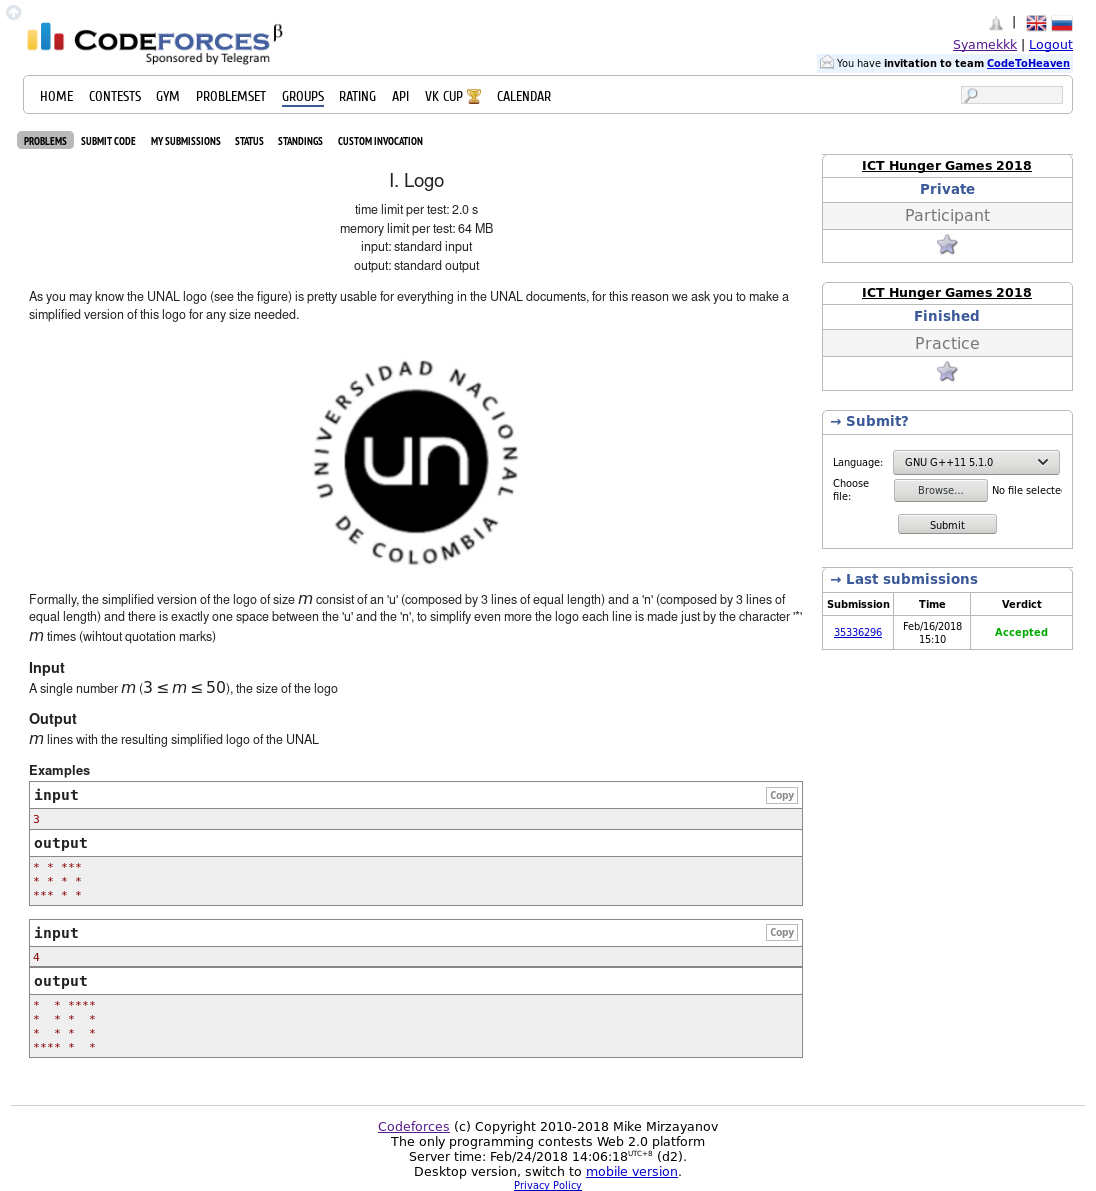 CODEFORCES β
Sponsored by Telegram
|
Syamekkk | Logout
You have invitation to team CodeToHeaven
HOME CONTESTS GYM PROBLEMSET GROUPS RATING API VK CUP CALENDAR
PROBLEMS SUBMIT CODE MY SUBMISSIONS STATUS STANDINGS CUSTOM INVOCATION
I. Logo
time limit per test: 2.0 s
memory limit per test: 64 MB
input: standard input
output: standard output
As you may know the UNAL logo (see the figure) is pretty usable for everything in the UNAL documents, for this reason we ask you to make a
simplified version of this logo for any size needed.
UNIVERSIDAD NACIONAL
un
DE COLOMBIA
Formally, the simplified version of the logo of size m consist of an 'u' (composed by 3 lines of equal length) and a 'n' (composed by 3 lines of
equal length) and there is exactly one space between the 'u' and the 'n', to simplify even more the logo each line is made just by the character '*'
m times (wihtout quotation marks)
Input
A single number m (3 ≤ m ≤ 50), the size of the logo
Output
m lines with the resulting simplified logo of the UNAL
Examples
input Copy
3
output
* * ***
* * * *
*** * *
input Copy
4
output
*  * ****
*  * *  *
*  * *  *
**** *  *
ICT Hunger Games 2018
Private
Participant
ICT Hunger Games 2018
Finished
Practice
→ Submit?
Language: GNU G++11 5.1.0
Choose
file: Browse... No file selected
Submit
→ Last submissions
Submission Time Verdict
35336296 Feb/16/2018 15:10 Accepted
Codeforces (c) Copyright 2010-2018 Mike Mirzayanov
The only programming contests Web 2.0 platform
Server time: Feb/24/2018 14:06:18UTC+8 (d2).
Desktop version, switch to mobile version.
Privacy Policy